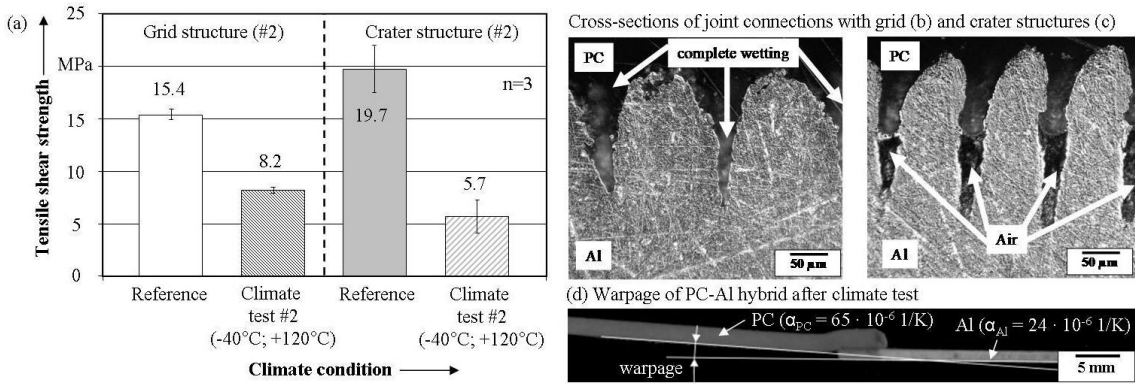 (a)
Tensile shear strength
25
MPa
15
10
5
0
Grid structure (#2)
Crater structure (#2)
n=3
15.4
8.2
19.7
5.7
Reference
Climate
test #2
(-40°C; +120°C)
Reference
Climate
test #2
(-40°C; +120°C)
Climate condition
Cross-sections of joint connections with grid (b) and crater structures (c)
PC
complete wetting
Al
50 µm
PC
Air
Al
50 µm
(d) Warpage of PC-Al hybrid after climate test
PC (αPC = 65 · 10-6 1/K)
Al (αAl = 24 · 10-6 1/K)
warpage
5 mm